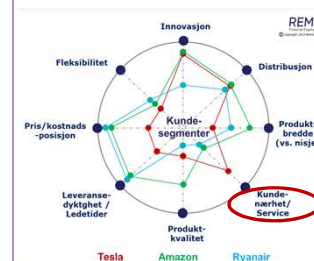 Innovasjon
REM
Fleksibilitet
Distribusjon
Pris/kostnads
-posisjon
Kunde-
segmenter
Produkt-
bredde
(vs. nisje
Leveranse-
dyktighet /
Ledetider
Kunde-
nærhet/
Service
Produkt-
kvalitet
Tesla Amazon Ryanair